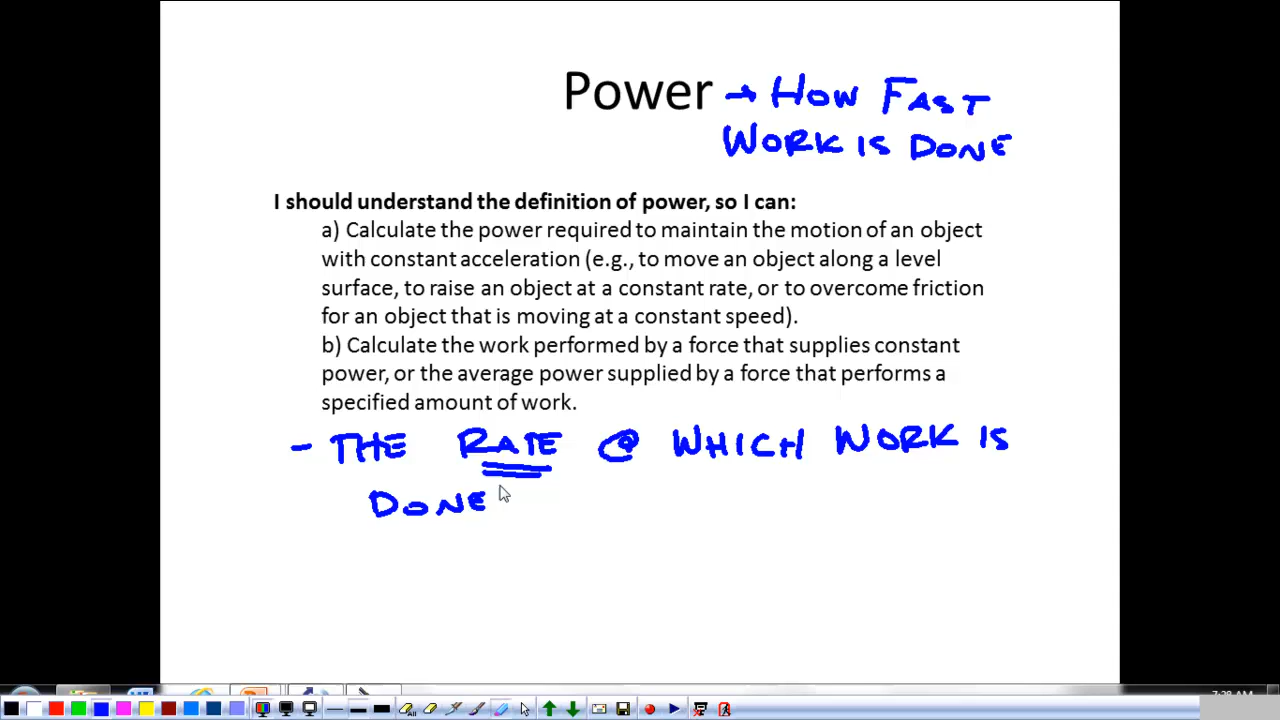 Power → HOW FAST
WORK IS DONE
I should understand the definition of power, so I can:
a) Calculate the power required to maintain the motion of an object
with constant acceleration (e.g., to move an object along a level
surface, to raise an object at a constant rate, or to overcome friction
for an object that is moving at a constant speed).
b) Calculate the work performed by a force that supplies constant
power, or the average power supplied by a force that performs a
specified amount of work.
- THE RATE @ WHICH WORK IS
DONE